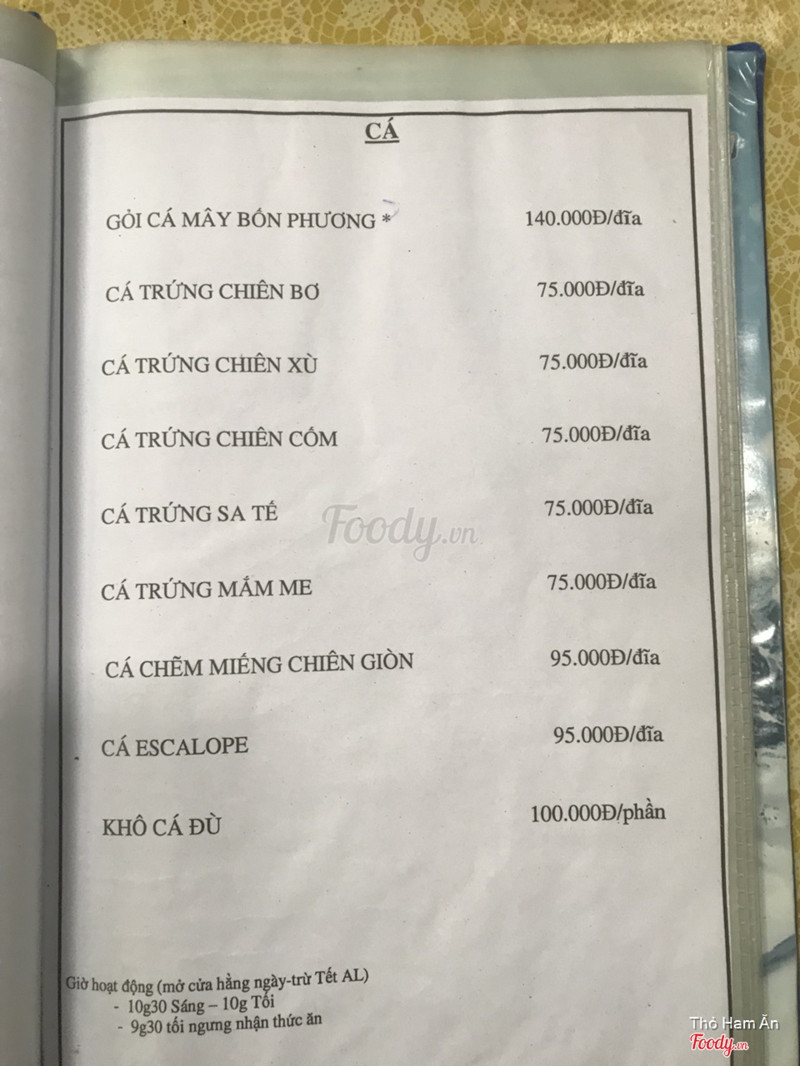 CÁ
GỎI CÁ MÂY BỐN PHƯƠNG * 140.000Đ/đĩa
CÁ TRỨNG CHIÊN BƠ 75.000Đ/đĩa
CÁ TRỨNG CHIÊN XÙ 75.000Đ/đĩa
CÁ TRỨNG CHIÊN CỐM 75.000Đ/đĩa
CÁ TRỨNG SA TẾ 75.000Đ/đĩa
Foody.vn
CÁ TRỨNG MẮM ME 75.000Đ/đĩa
CÁ CHẼM MIẾNG CHIÊN GIÒN 95.000Đ/đĩa
CÁ ESCALOPE 95.000Đ/đĩa
KHÔ CÁ ĐÙ 100.000Đ/phần
Giờ hoạt động (mở cửa hằng ngày-trừ Tết AL)
- 10g30 Sáng – 10g Tối
- 9g30 tối ngưng nhận thức ăn
Thỏ Ham Ăn
Foody.vn